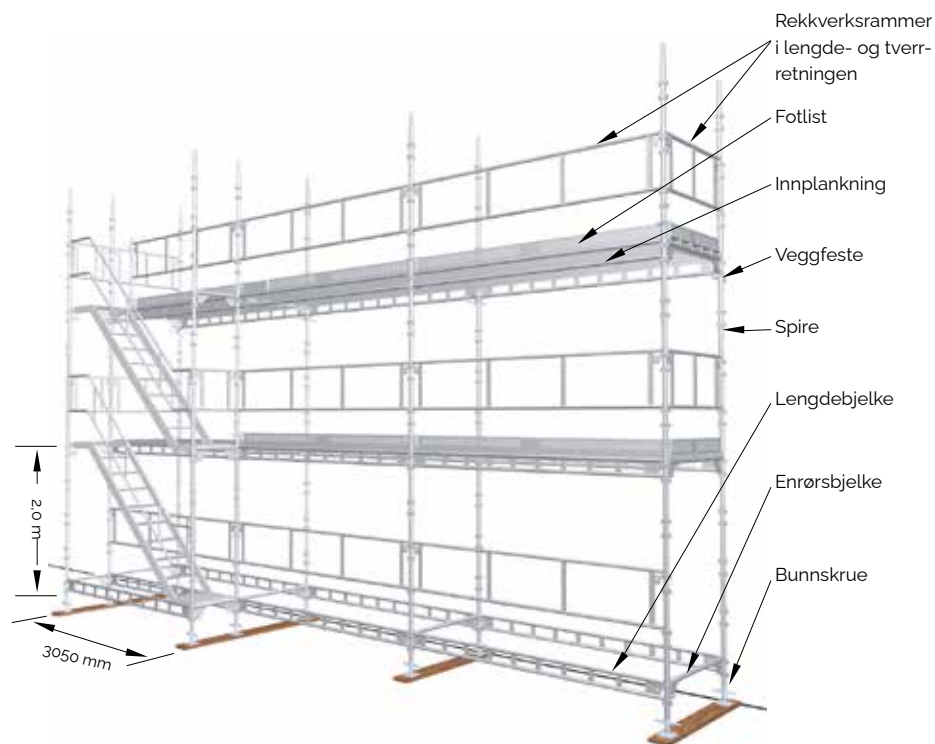 Rekkverksrammer
i lengde- og tverr-
retningen
Fotlist
Innplankning
Veggfeste
Spire
Lengdebjelke
Enrørsbjelke
Bunnskrue
2,0 m
3050 mm